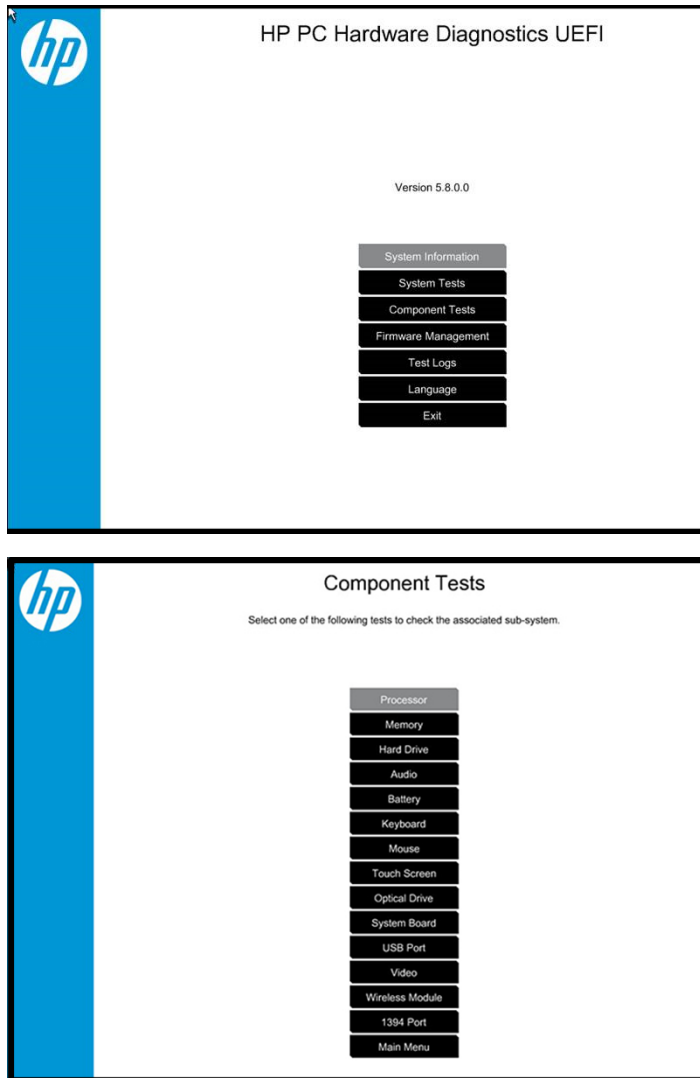 hp
HP PC Hardware Diagnostics UEFI
Version 5.8.0.0
System Information
System Tests
Component Tests
Firmware Management
Test Logs
Language
Exit
hp
Component Tests
Select one of the following tests to check the associated sub-system.
Processor
Memory
Hard Drive
Audio
Battery
Keyboard
Mouse
Touch Screen
Optical Drive
System Board
USB Port
Video
Wireless Module
1394 Port
Main Menu